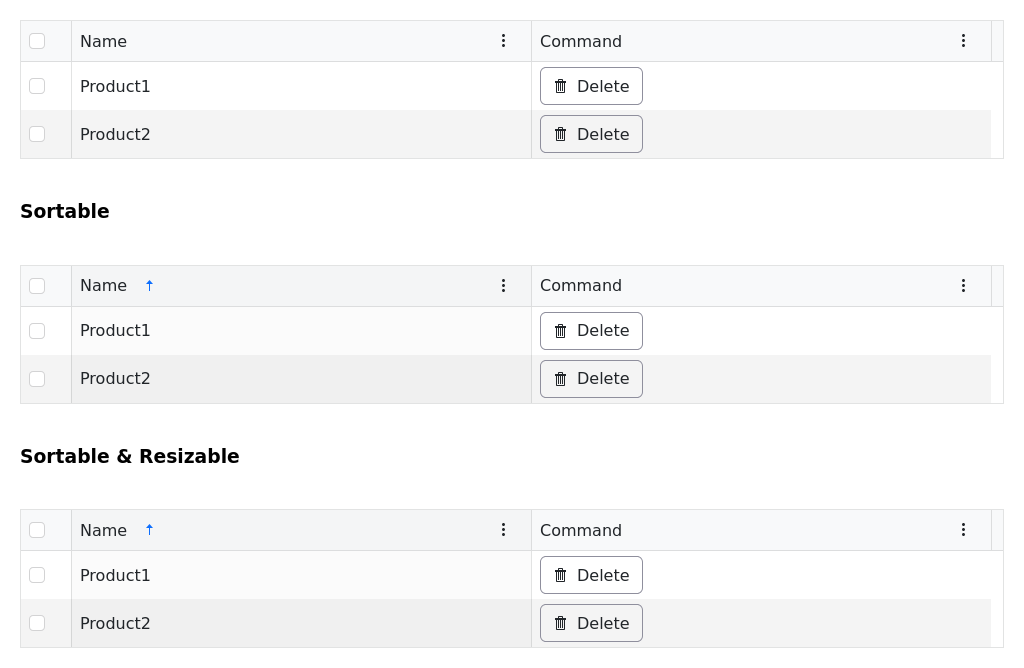 Name Command
Product1 Delete
Product2 Delete
Sortable
Name Command
Product1 Delete
Product2 Delete
Sortable & Resizable
Name Command
Product1 Delete
Product2 Delete